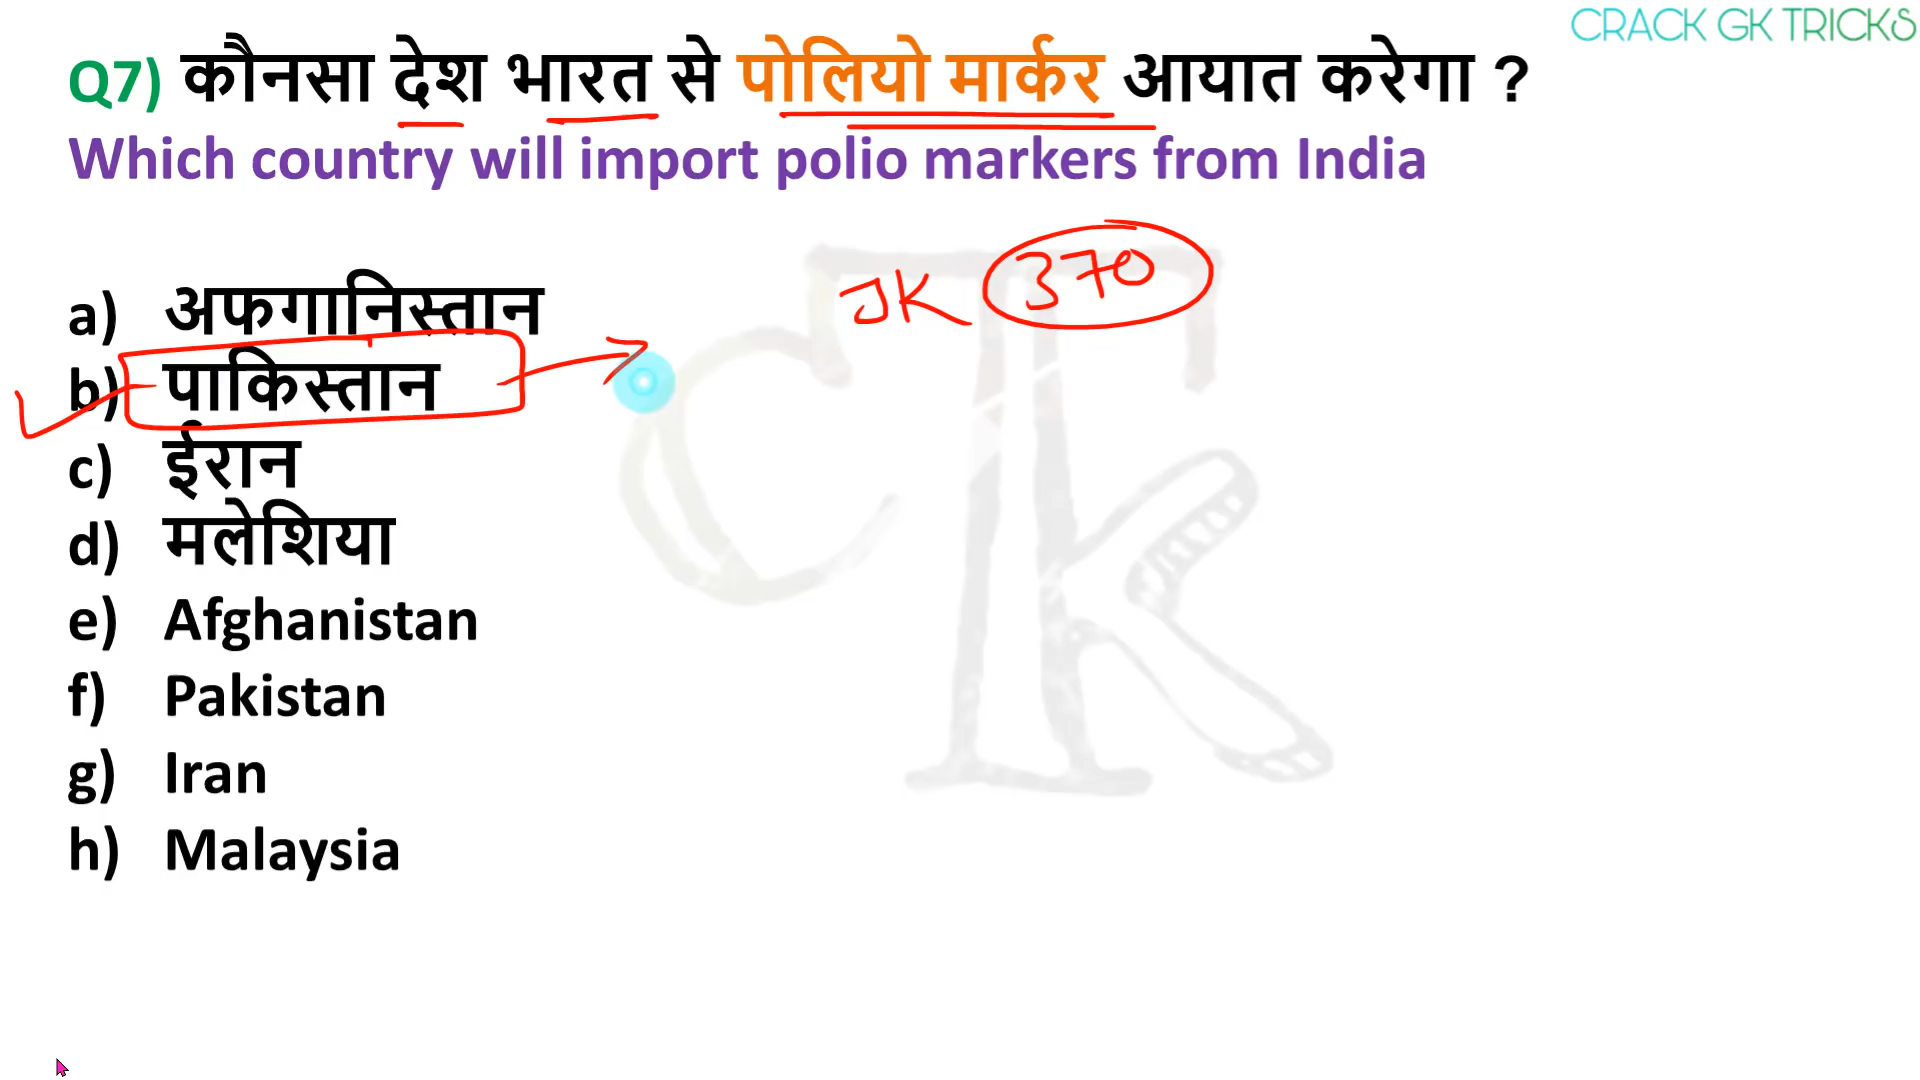 CRACK GK TRICKS
Q7) कौनसा देश भारत से पोलियो मार्कर आयात करेगा ?
Which country will import polio markers from India
JK 370
a) अफगानिस्तान
b) पाकिस्तान
c) ईरान
d) मलेशिया
e) Afghanistan
f) Pakistan
g) Iran
h) Malaysia
CTK